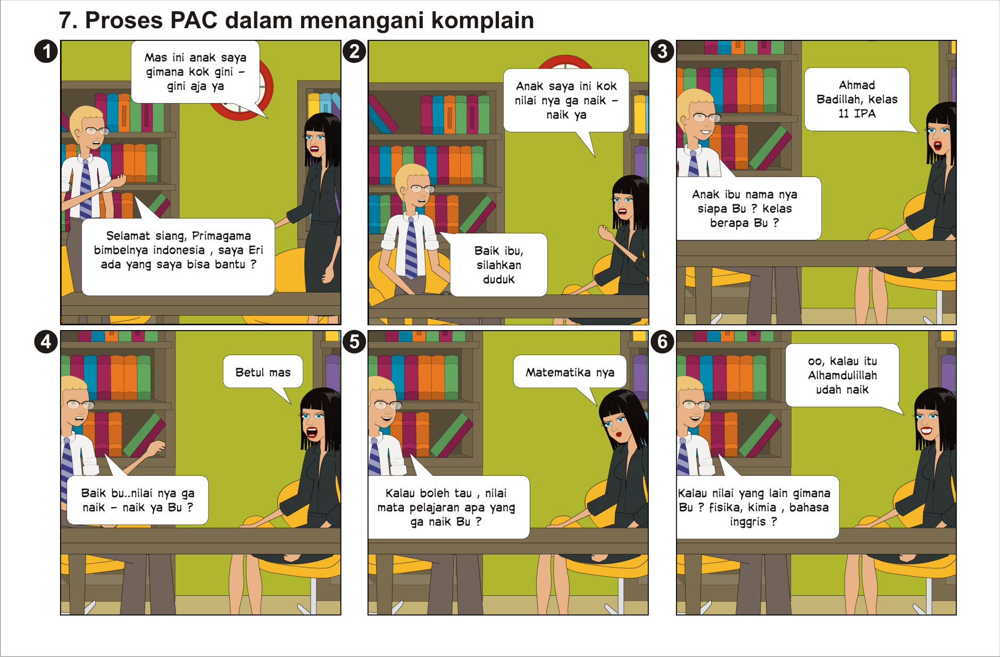 7. Proses PAC dalam menangani komplain
1
Mas ini anak saya
gimana kok gini -
gini aja ya
Selamat siang, Primagama
bimbelnya indonesia , saya Eri
ada yang saya bisa bantu ?
2
Anak saya ini kok
nilai nya ga naik -
naik ya
Baik ibu,
silahkan
duduk
3
Ahmad
Badillah, kelas
11 IPA
Anak ibu nama nya
siapa Bu ? kelas
berapa Bu ?
4
Betul mas
Baik bu..nilai nya ga
naik - naik ya Bu ?
5
Matematika nya
Kalau boleh tau , nilai
mata pelajaran apa yang
ga naik Bu ?
6
oo, kalau itu
Alhamdulillah
udah naik
Kalau nilai yang lain gimana
Bu ? fisika, kimia , bahasa
inggris ?